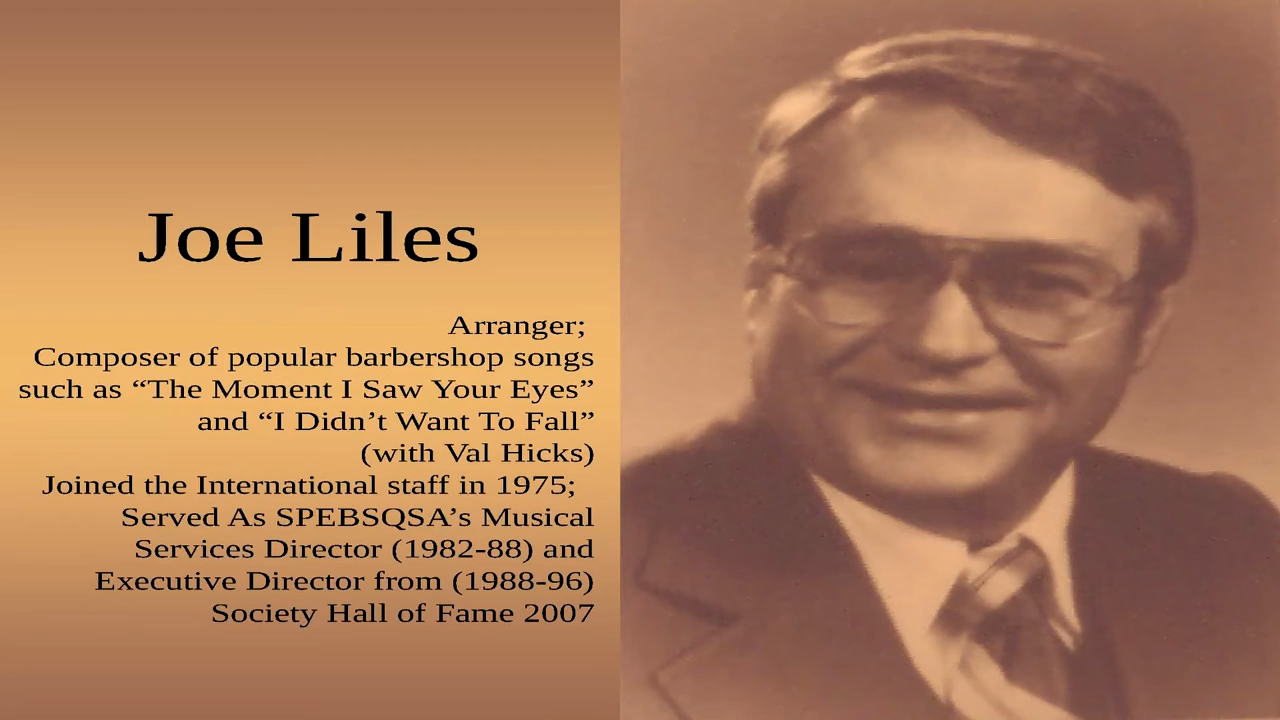 Joe Liles
Arranger;
Composer of popular barbershop songs
such as “The Moment I Saw Your Eyes”
and “I Didn’t Want To Fall”
(with Val Hicks)
Joined the International staff in 1975;
Served As SPEBSQSA’s Musical
Services Director (1982-88) and
Executive Director from (1988-96)
Society Hall of Fame 2007